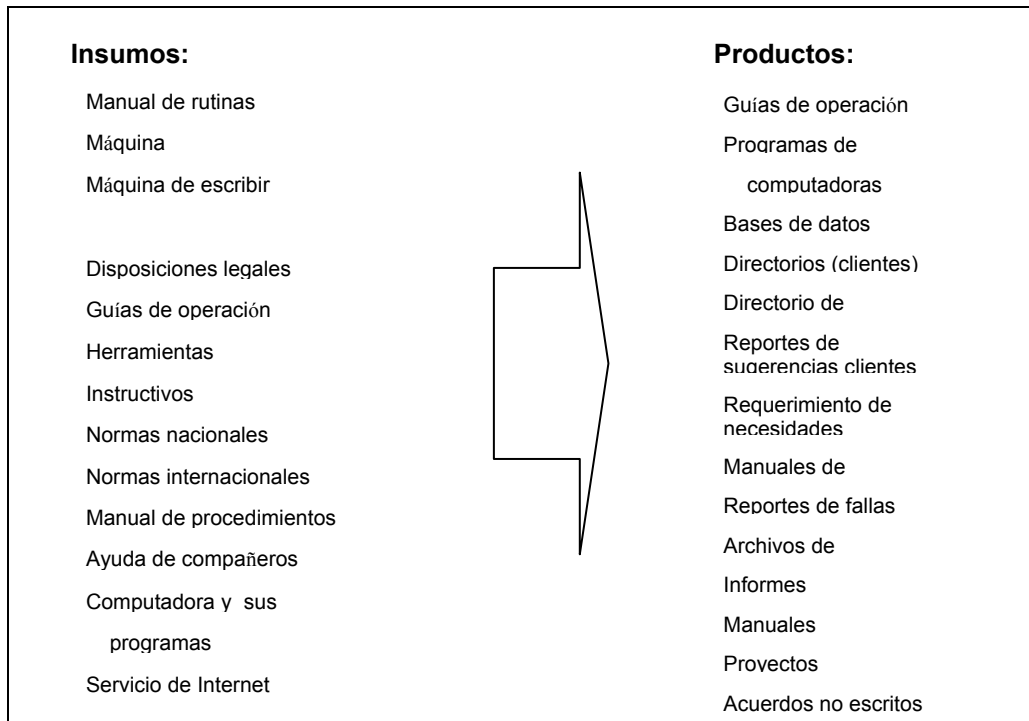 Insumos:
Manual de rutinas
Máquina
Máquina de escribir
Disposiciones legales
Guías de operación
Herramientas
Instructivos
Normas nacionales
Normas internacionales
Manual de procedimientos
Ayuda de compañeros
Computadora y sus
programas
Servicio de Internet
Productos:
Guías de operación
Programas de
computadoras
Bases de datos
Directorios (clientes)
Directorio de
Reportes de
sugerencias clientes
Requerimiento de
necesidades
Manuales de
Reportes de fallas
Archivos de
Informes
Manuales
Proyectos
Acuerdos no escritos